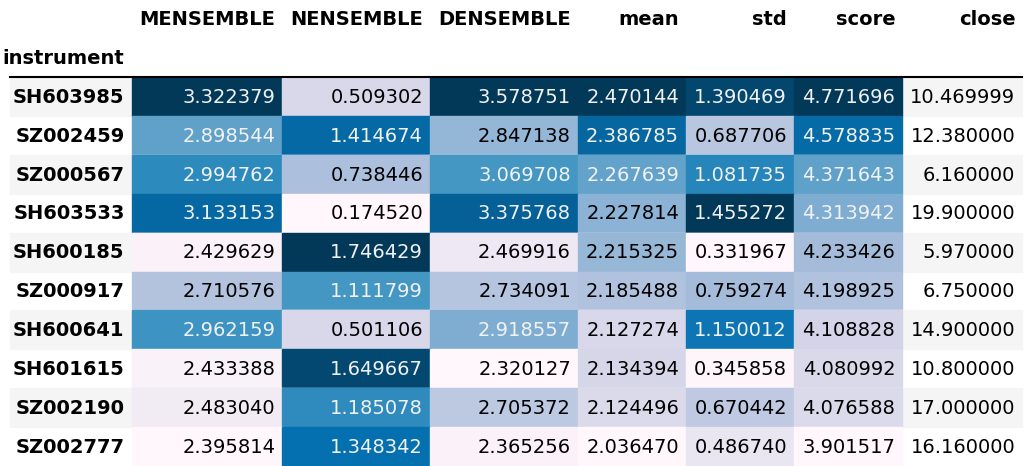 MENSEMBLE NENSEMBLE DENSEMBLE mean std score close
instrument
SH603985 3.322379 0.509302 3.578751 2.470144 1.390469 4.771696 10.469999
SZ002459 2.898544 1.414674 2.847138 2.386785 0.687706 4.578835 12.380000
SZ000567 2.994762 0.738446 3.069708 2.267639 1.081735 4.371643 6.160000
SH603533 3.133153 0.174520 3.375768 2.227814 1.455272 4.313942 19.900000
SH600185 2.429629 1.746429 2.469916 2.215325 0.331967 4.233426 5.970000
SZ000917 2.710576 1.111799 2.734091 2.185488 0.759274 4.198925 6.750000
SH600641 2.962159 0.501106 2.918557 2.127274 1.150012 4.108828 14.900000
SH601615 2.433388 1.649667 2.320127 2.134394 0.345858 4.080992 10.800000
SZ002190 2.483040 1.185078 2.705372 2.124496 0.670442 4.076588 17.000000
SZ002777 2.395814 1.348342 2.365256 2.036470 0.486740 3.901517 16.160000